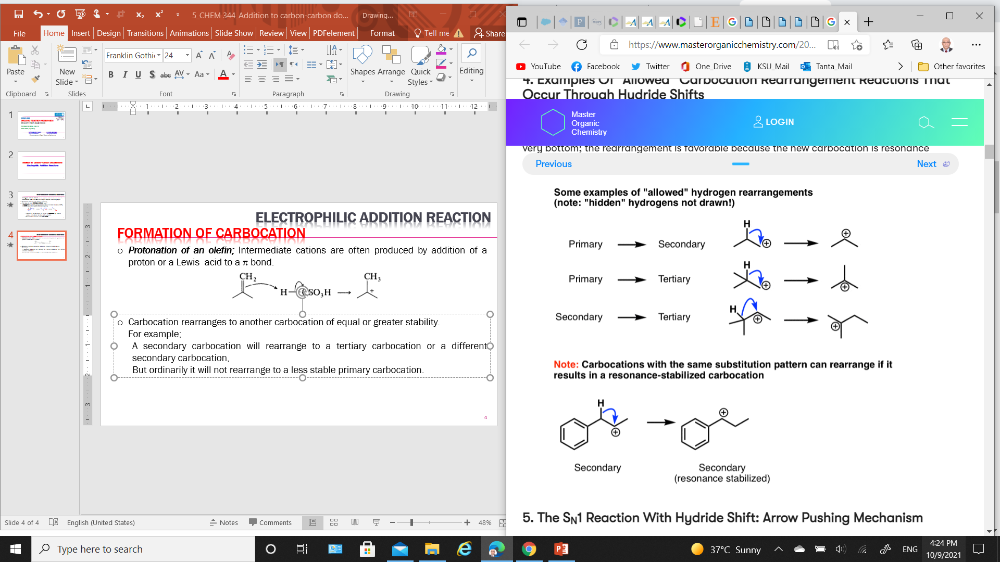 5_CHEM 344_Addition to carbon-carbon do...
Drawing...
File
Home
Insert
Design
Transitions
Animations
Slide Show
Review
View
PDFelement
Format
Tell me
Share
Paste
Clipboard
New
Slide
Slides
Franklin Gothic
24
Font
Paragraph
Shapes
Arrange
Quick
Styles
Drawing
Editing
1
2
3
4
ELECTROPHILIC ADDITION REACTION
FORMATION OF CARBOCATION
o Protonation of an olefin; Intermediate cations are often produced by addition of a
proton or a Lewis acid to a π bond.
CH2
CH3
H
SO3H
o Carbocation rearranges to another carbocation of equal or greater stability.
For example;
A secondary carbocation will rearrange to a tertiary carbocation or a different
secondary carbocation,
But ordinarily it will not rearrange to a less stable primary carbocation.
4
Slide 4 of 4
English (United States)
Notes
Comments
48%
https://www.masterorganicchemistry.com/20...
YouTube
Facebook
Twitter
One_Drive
KSU_Mail
Tanta_Mail
Other favorites
4. Examples Of "Allowed" Carbocation Rearrangement Reactions That
Occur Through Hydride Shifts
Master
Organic
Chemistry
LOGIN
very bottom; the rearrangement is favorable because the new carbocation is resonance
Previous
Next
Some examples of "allowed" hydrogen rearrangements
(note: "hidden" hydrogens not drawn!)
H
Primary
Secondary
H
Primary
Tertiary
H
Secondary
Tertiary
Note: Carbocations with the same substitution pattern can rearrange if it
results in a resonance-stabilized carbocation
H
Secondary
Secondary
(resonance stabilized)
5. The SN1 Reaction With Hydride Shift: Arrow Pushing Mechanism
Type here to search
37°C Sunny
ENG
4:24 PM
10/9/2021